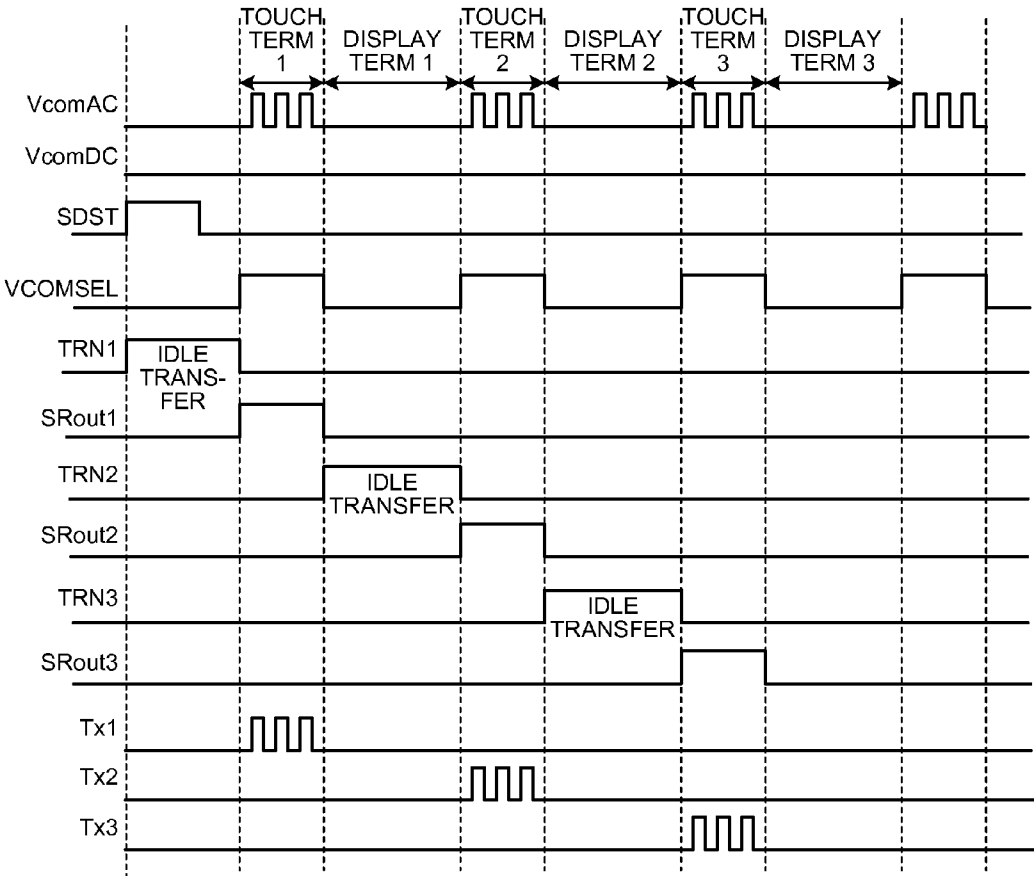 TOUCH TERM 1
DISPLAY TERM 1
TOUCH TERM 2
DISPLAY TERM 2
TOUCH TERM 3
DISPLAY TERM 3
VcomAC
VcomDC
SDST
VCOMSEL
TRN1
IDLE
TRANS-
FER
SRout1
TRN2
IDLE
TRANSFER
SRout2
TRN3
IDLE
TRANSFER
SRout3
Tx1
Tx2
Tx3